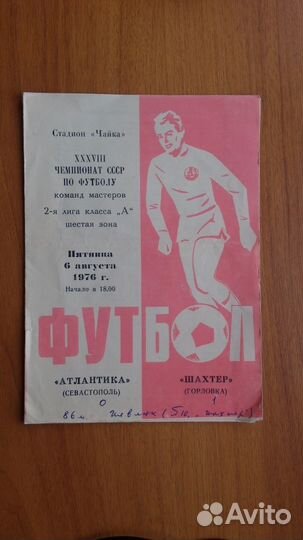 Стадион «Чайка»
XXXVIII
ЧЕМПИОНАТ СССР
ПО ФУТБОЛУ
команд мастеров
2-я лига класса „А"
шестая зона
Пятница
6 августа
1976 г.
Начало в 18.00
ФУТБОЛ
«АТЛАНТИКА» «ШАХТЕР»
(СЕВАСТОПОЛЬ) (ГОРЛОВКА)
0 1
86 м.
Avito